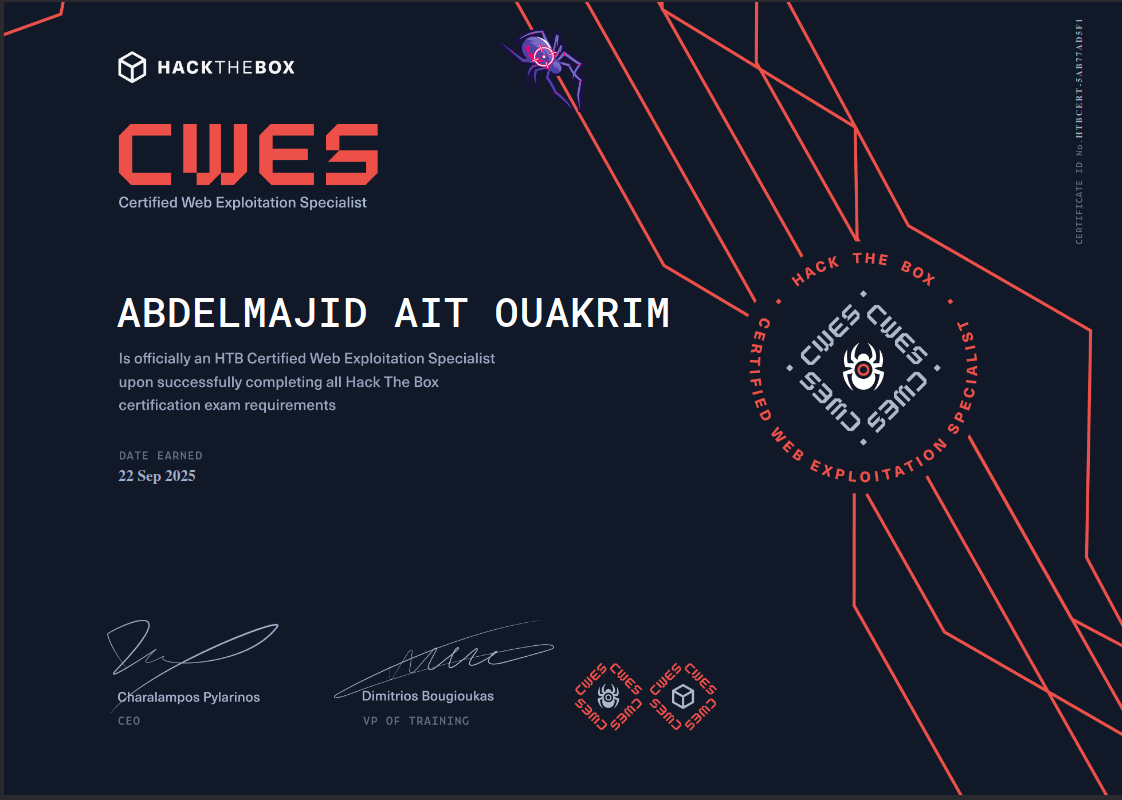 HACKTHEBOX
CWES
Certified Web Exploitation Specialist
ABDELMAJID AIT OUAKRIM
Is officially an HTB Certified Web Exploitation Specialist
upon successfully completing all Hack The Box
certification exam requirements
DATE EARNED
22 Sep 2025
Charalampos Pylarinos
CEO
Dimitrios Bougioukas
VP OF TRAINING
CWES CWES CWES CWES
CWES CWES CWES CWES
HACK THE BOX
CERTIFIED WEB EXPLOITATION SPECIALIST
CWES CWES CWES CWES
CERTIFICATE ID No.HTBCERT-5AB77AD5F1